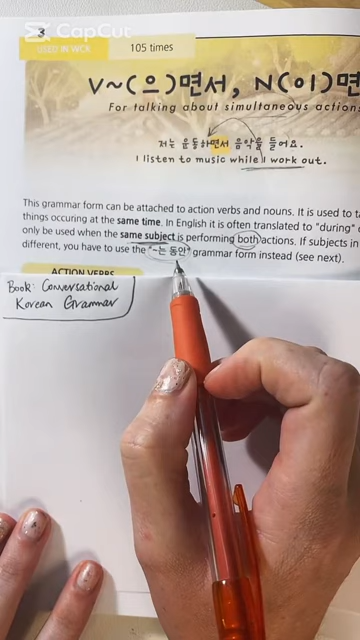 CapCut
3
USED IN WCK
105 times
V~(으)면서, N(이)면
For talking about simultaneous actions
저는 운동하면서 음악을 들어요.
I listen to music while I work out.
This grammar form can be attached to action verbs and nouns. It is used to ta
things occuring at the same time. In English it is often translated to "during"
only be used when the same subject is performing both actions. If subjects in
different, you have to use the "~는 동안" grammar form instead (see next).
ACTION VERBS
Book: Conversational
Korean Grammar